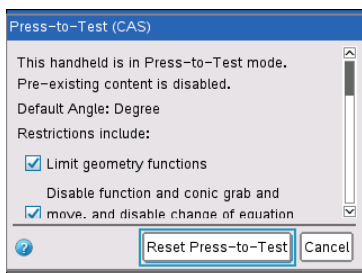 Press-to-Test (CAS)
This handheld is in Press-to-Test mode.
Pre-existing content is disabled.
Default Angle: Degree
Restrictions include:
Limit geometry functions
Disable function and conic grab and
move, and disable change of equation
?
Reset Press-to-Test Cancel